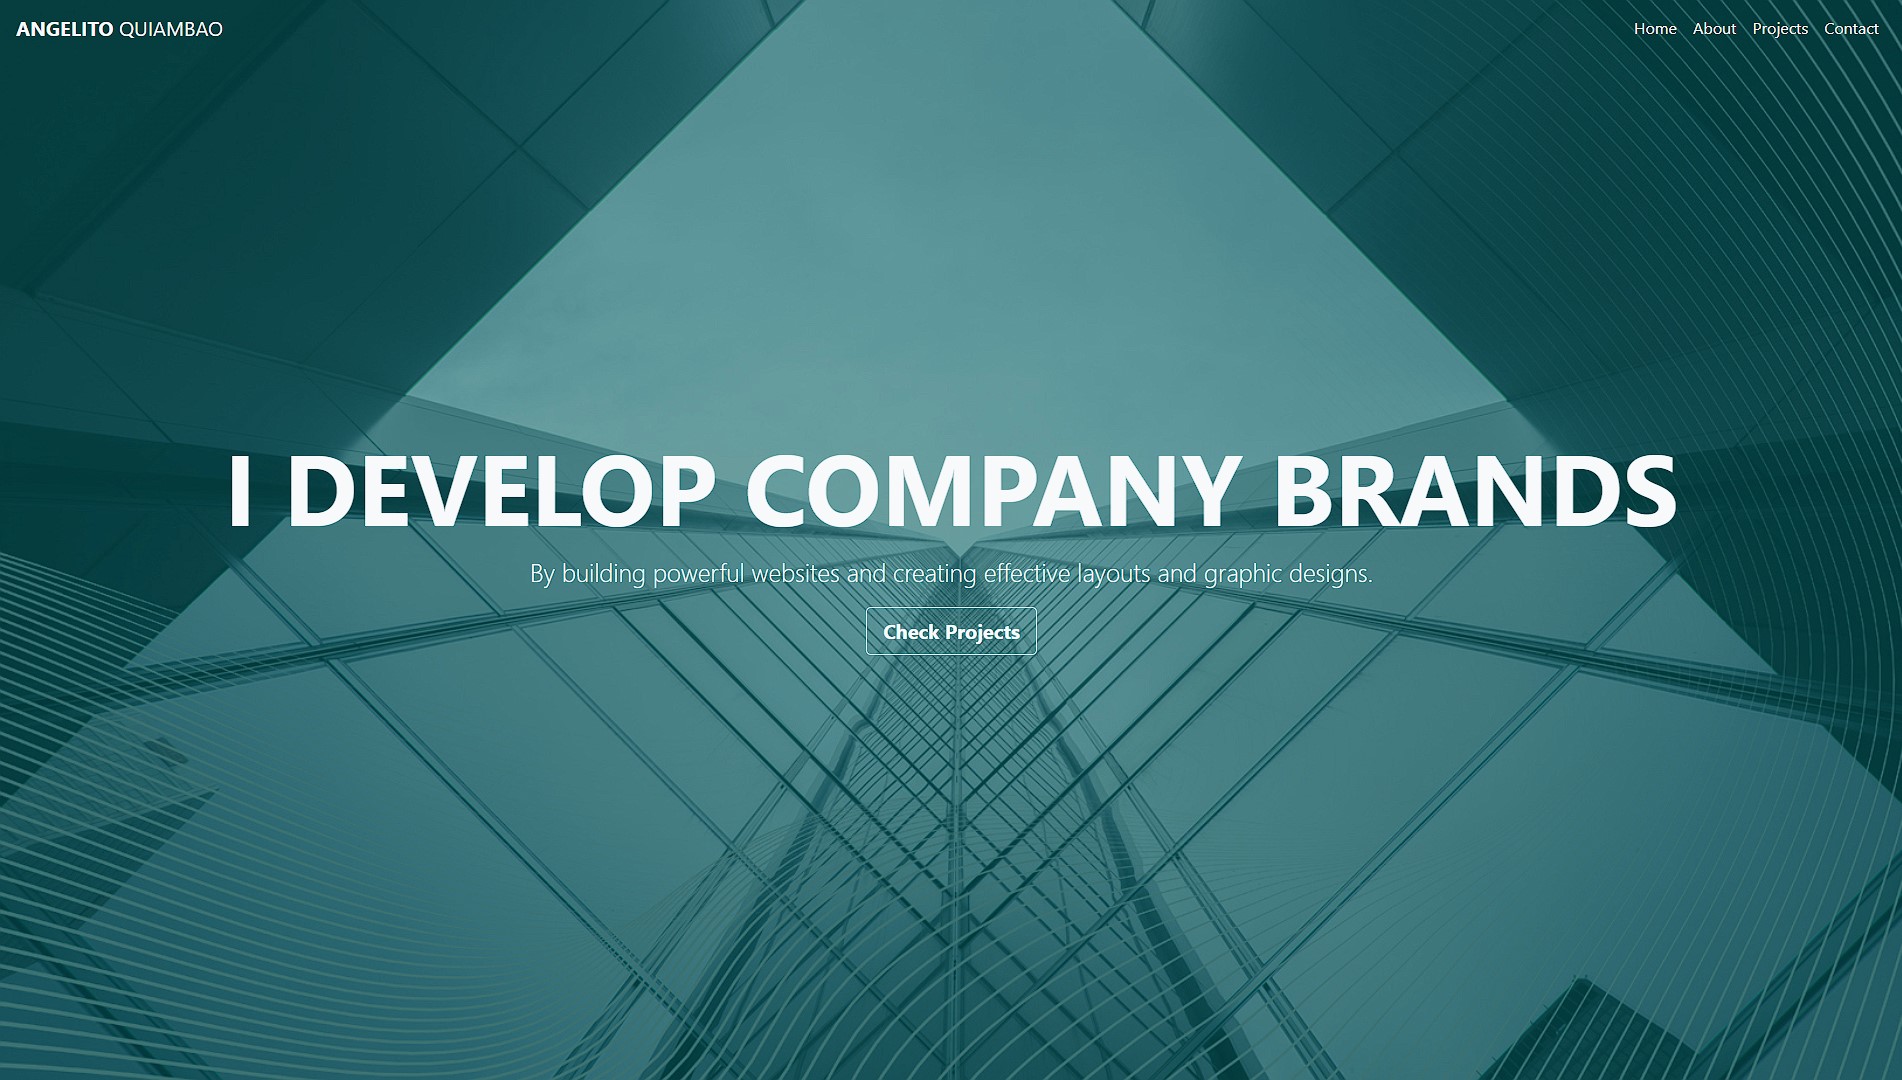 ANGELITO QUIAMBAO
Home About Projects Contact
I DEVELOP COMPANY BRANDS
By building powerful websites and creating effective layouts and graphic designs.
Check Projects